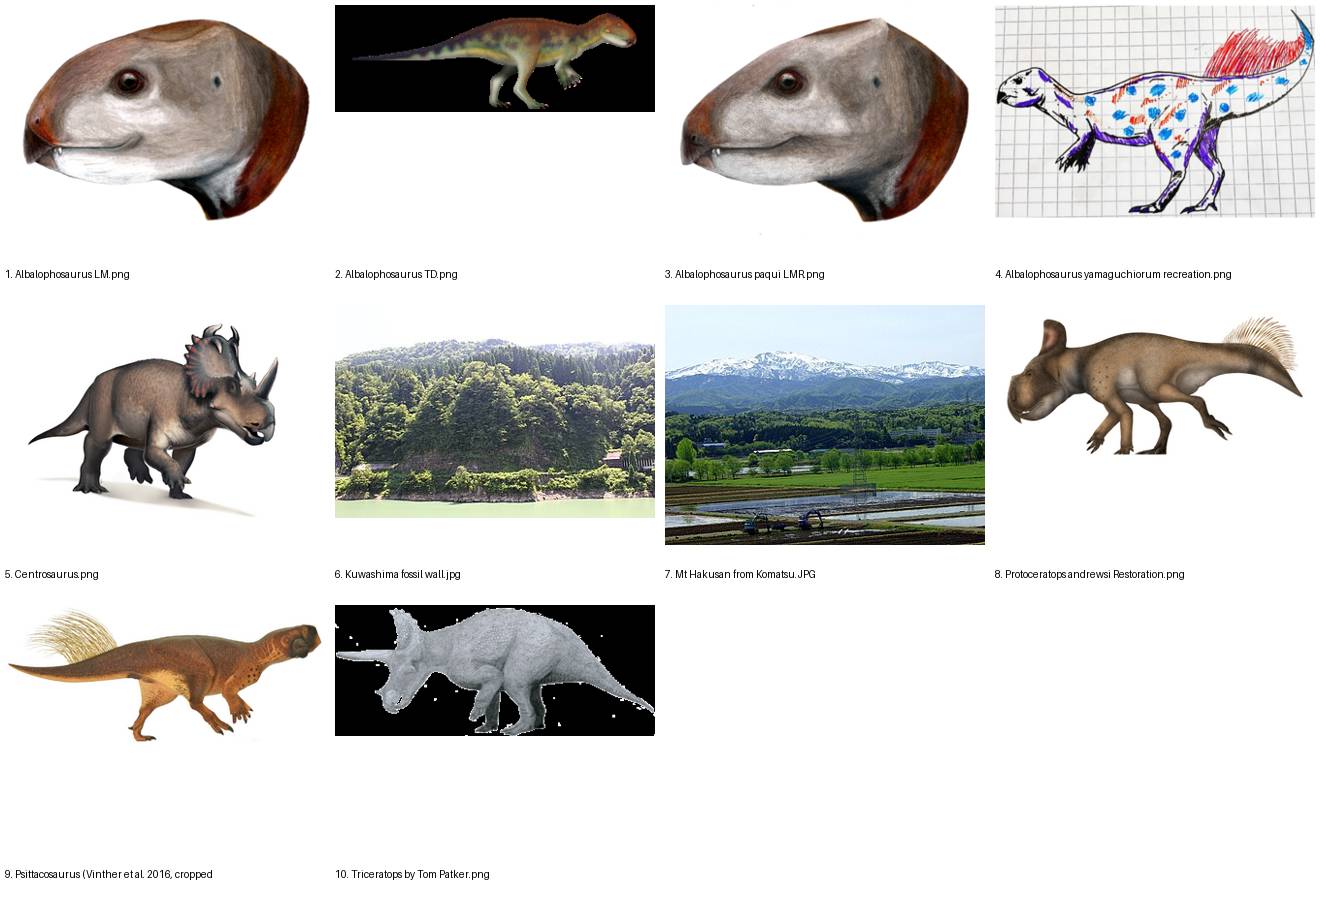 1. Albalophosaurus LM.png
2. Albalophosaurus TD.png
3. Albalophosaurus paqui LMR.png
4. Albalophosaurus yamaguchiorum recreation.png
5. Centrosaurus.png
6. Kuwashima fossil wall.jpg
7. Mt Hakusan from Komatsu.JPG
8. Protoceratops andrewsi Restoration.png
9. Psittacosaurus (Vinther et al. 2016, cropped
10. Triceratops by Tom Patker.png